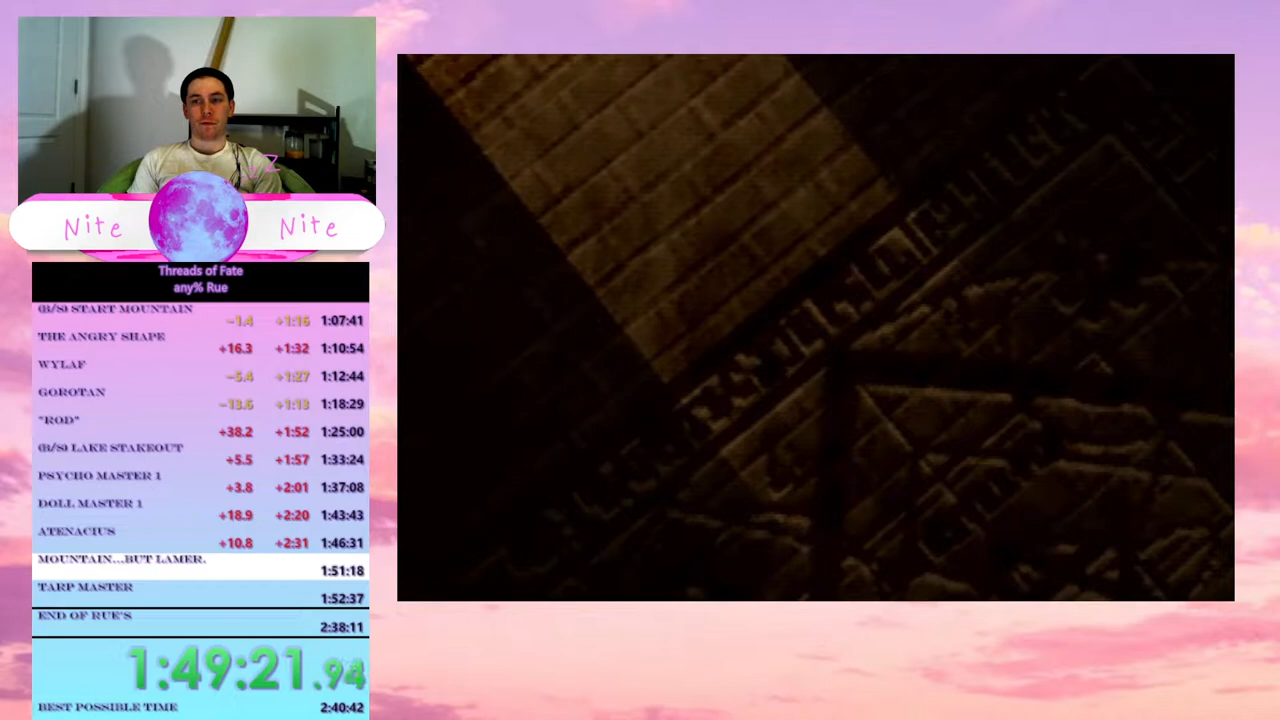 Z
Nite Nite
Threads of Fate
any% Rue
(B/S) START MOUNTAIN
-1.4 +1:16 1:07:41
THE ANGRY SHAPE
+16.3 +1:32 1:10:54
WYLAF
-5.4 +1:27 1:12:44
GOROTAN
-13.6 +1:13 1:18:29
"ROD"
+38.2 +1:52 1:25:00
(B/S) LAKE STAKEOUT
+5.5 +1:57 1:33:24
PSYCHO MASTER 1
+3.8 +2:01 1:37:08
DOLL MASTER 1
+18.9 +2:20 1:43:43
ATENACIUS
+10.8 +2:31 1:46:31
MOUNTAIN...BUT LAMER.
1:51:18
TARP MASTER
1:52:37
END OF RUE'S
2:38:11
1:49:21.94
BEST POSSIBLE TIME 2:40:42